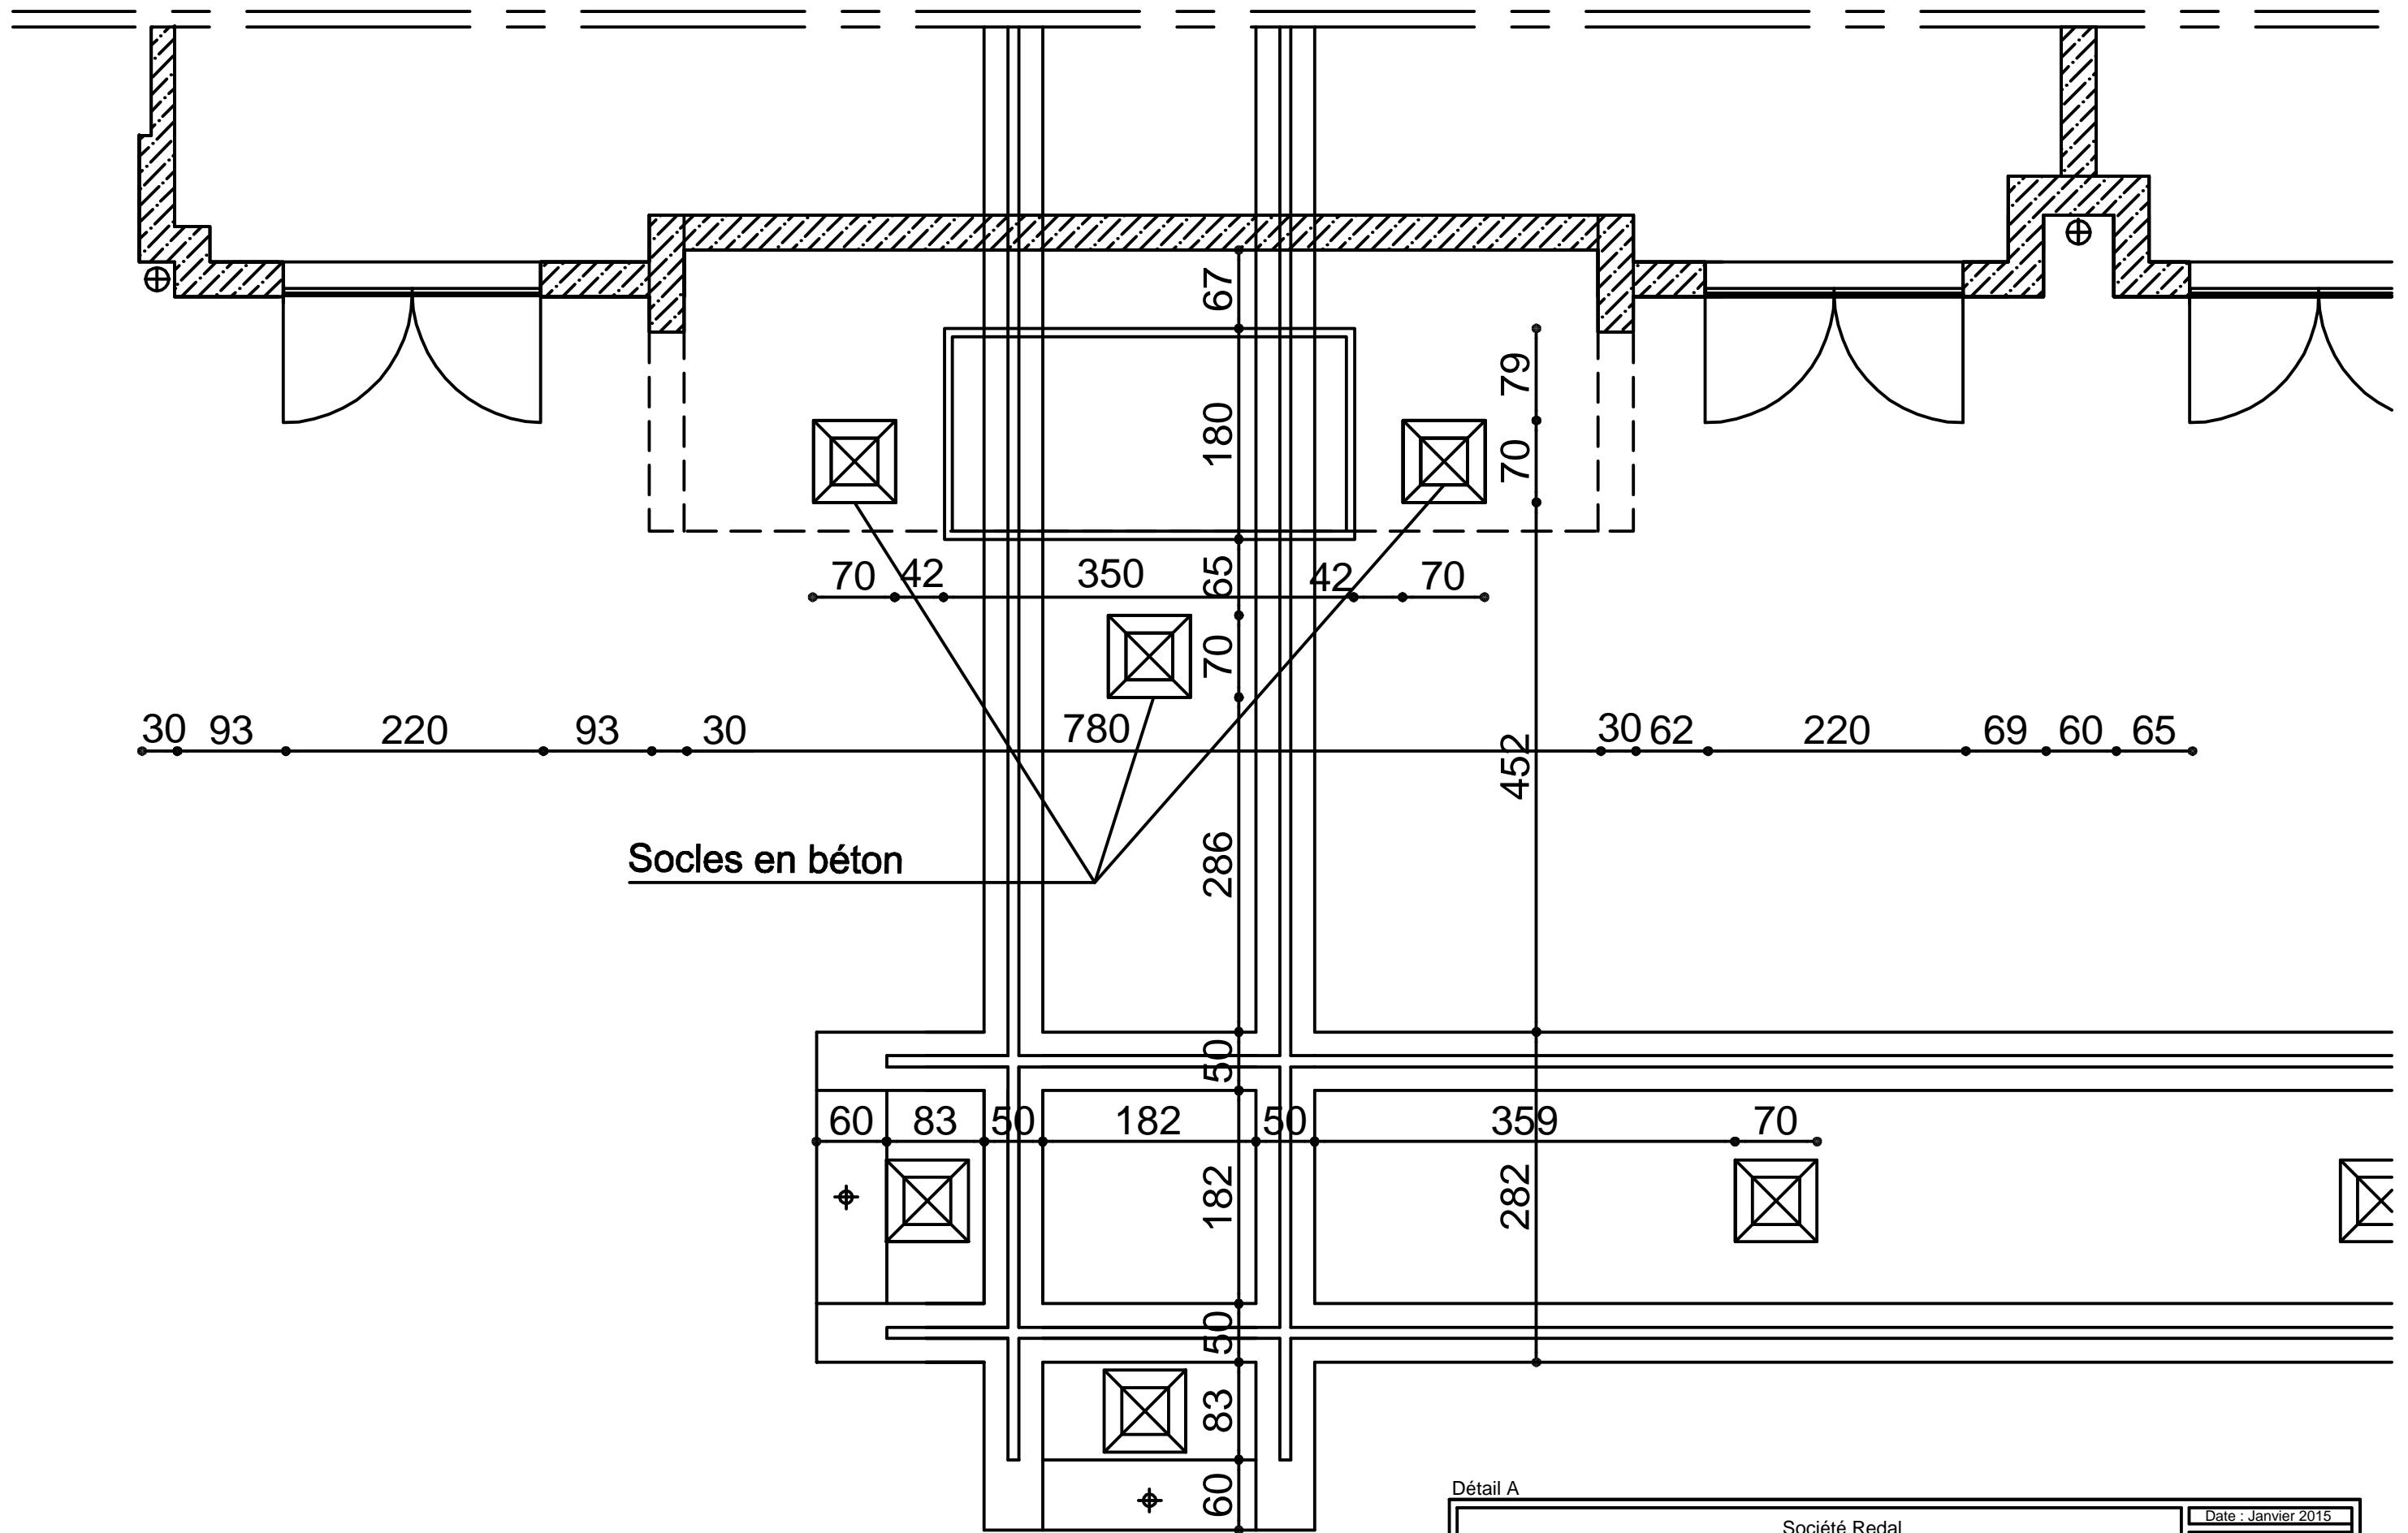 67
79
180
70
70 42 350 42 70
65
70
30 93 220 93 30 780 30 62 220 69 60 65
452
Socles en béton
286
50
60 83 50 182 50 359 70
182
282
50
83
60
Détail A
Société Redal
Date : Janvier 2015